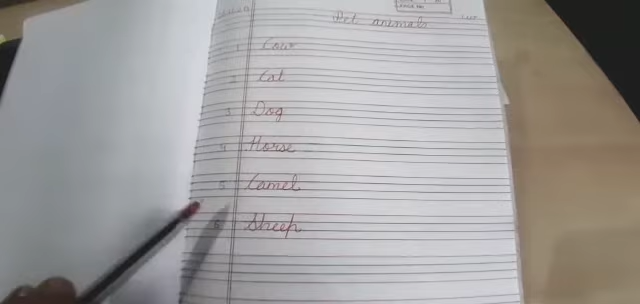 Pet animals
1 Cow
2 Cat
3 Dog
4 Horse
5 Camel
6 Sheep